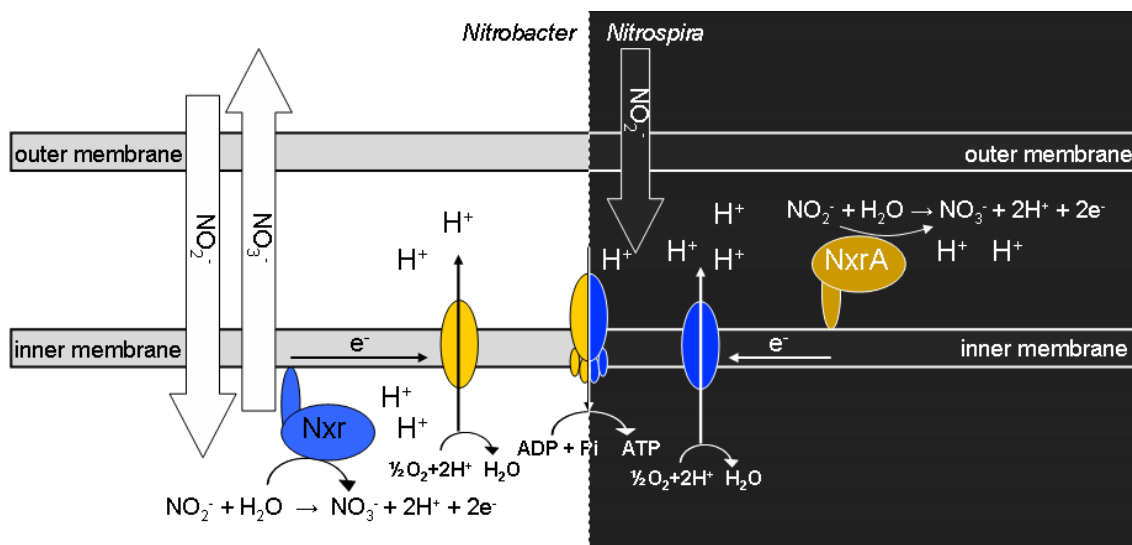 Nitrobacter Nitrospira
NO₂⁻
NO₃⁻
NO₂⁻
outer membrane
outer membrane
H⁺
H⁺
H⁺
H⁺
H⁺
H⁺
NO₂⁻ + H₂O → NO₃⁻ + 2H⁺ + 2e⁻
NxrA
H⁺ H⁺
inner membrane
e⁻
e⁻
inner membrane
Nxr
H⁺
H⁺
½O₂+2H⁺ H₂O
ADP + Pi ATP
½O₂+2H⁺ H₂O
NO₂⁻ + H₂O → NO₃⁻ + 2H⁺ + 2e⁻